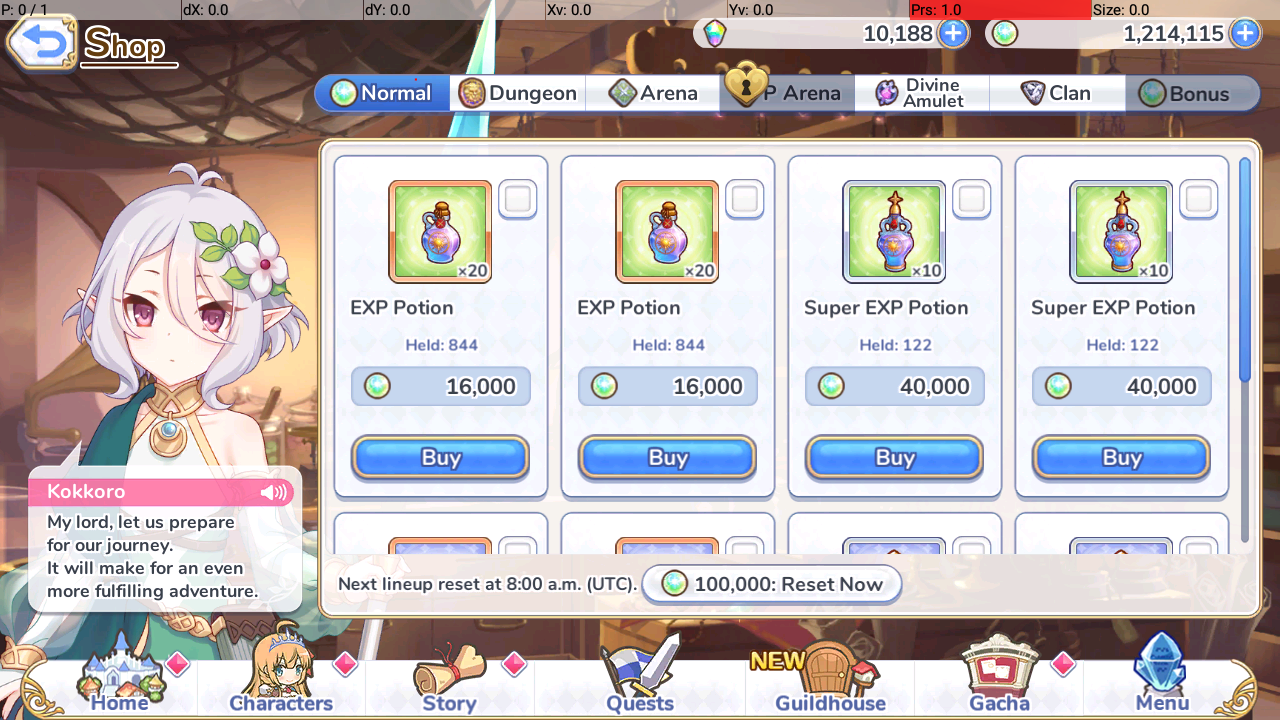 P: 0 / 1 dX: 0.0 dY: 0.0 Xv: 0.0 Yv: 0.0 Prs: 1.0 Size: 0.0
Shop
10,188
1,214,115
Normal
Dungeon
Arena
P Arena
Divine
Amulet
Clan
Bonus
×20
×20
×10
×10
EXP Potion
EXP Potion
Super EXP Potion
Super EXP Potion
Held: 844
Held: 844
Held: 122
Held: 122
16,000
16,000
40,000
40,000
Buy
Buy
Buy
Buy
Kokkoro
My lord, let us prepare
for our journey.
It will make for an even
more fulfilling adventure.
Next lineup reset at 8:00 a.m. (UTC).
100,000: Reset Now
Home
Characters
Story
Quests
NEW
Guildhouse
Gacha
Menu